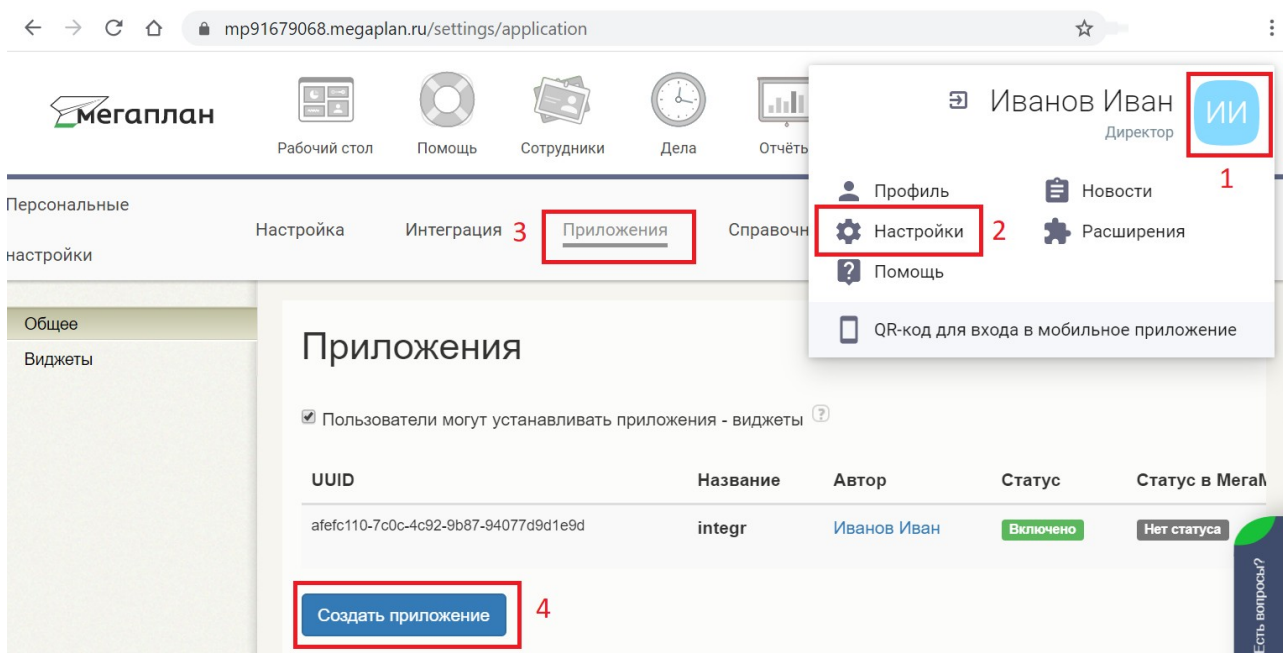 mp91679068.megaplan.ru/settings/application
мегаплан
Рабочий стол
Помощь
Сотрудники
Дела
Отчёть
Иванов Иван
Директор
ИИ
1
Профиль
Новости
Настройки
2
Расширения
Помощь
QR-код для входа в мобильное приложение
Персональные
настройки
Настройка
Интеграция
3
Приложения
Справочн
Общее
Виджеты
Приложения
Пользователи могут устанавливать приложения - виджеты ?
UUID Название Автор Статус Статус в МегаМ
afefc110-7c0c-4c92-9b87-94077d9d1e9d integr Иванов Иван Включено Нет статуса
Создать приложение
4
Есть вопросы?